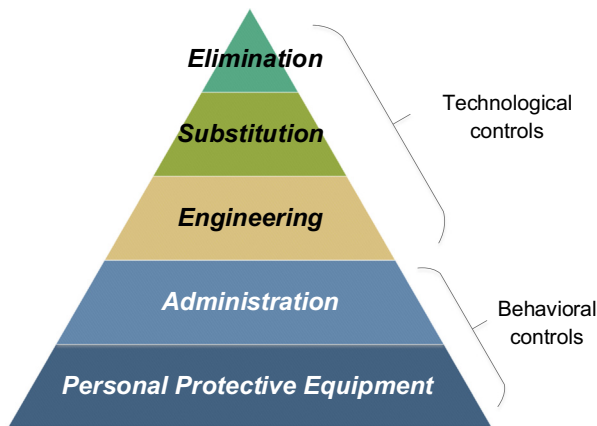 Elimination
Substitution
Engineering
Administration
Personal Protective Equipment
Technological
controls
Behavioral
controls